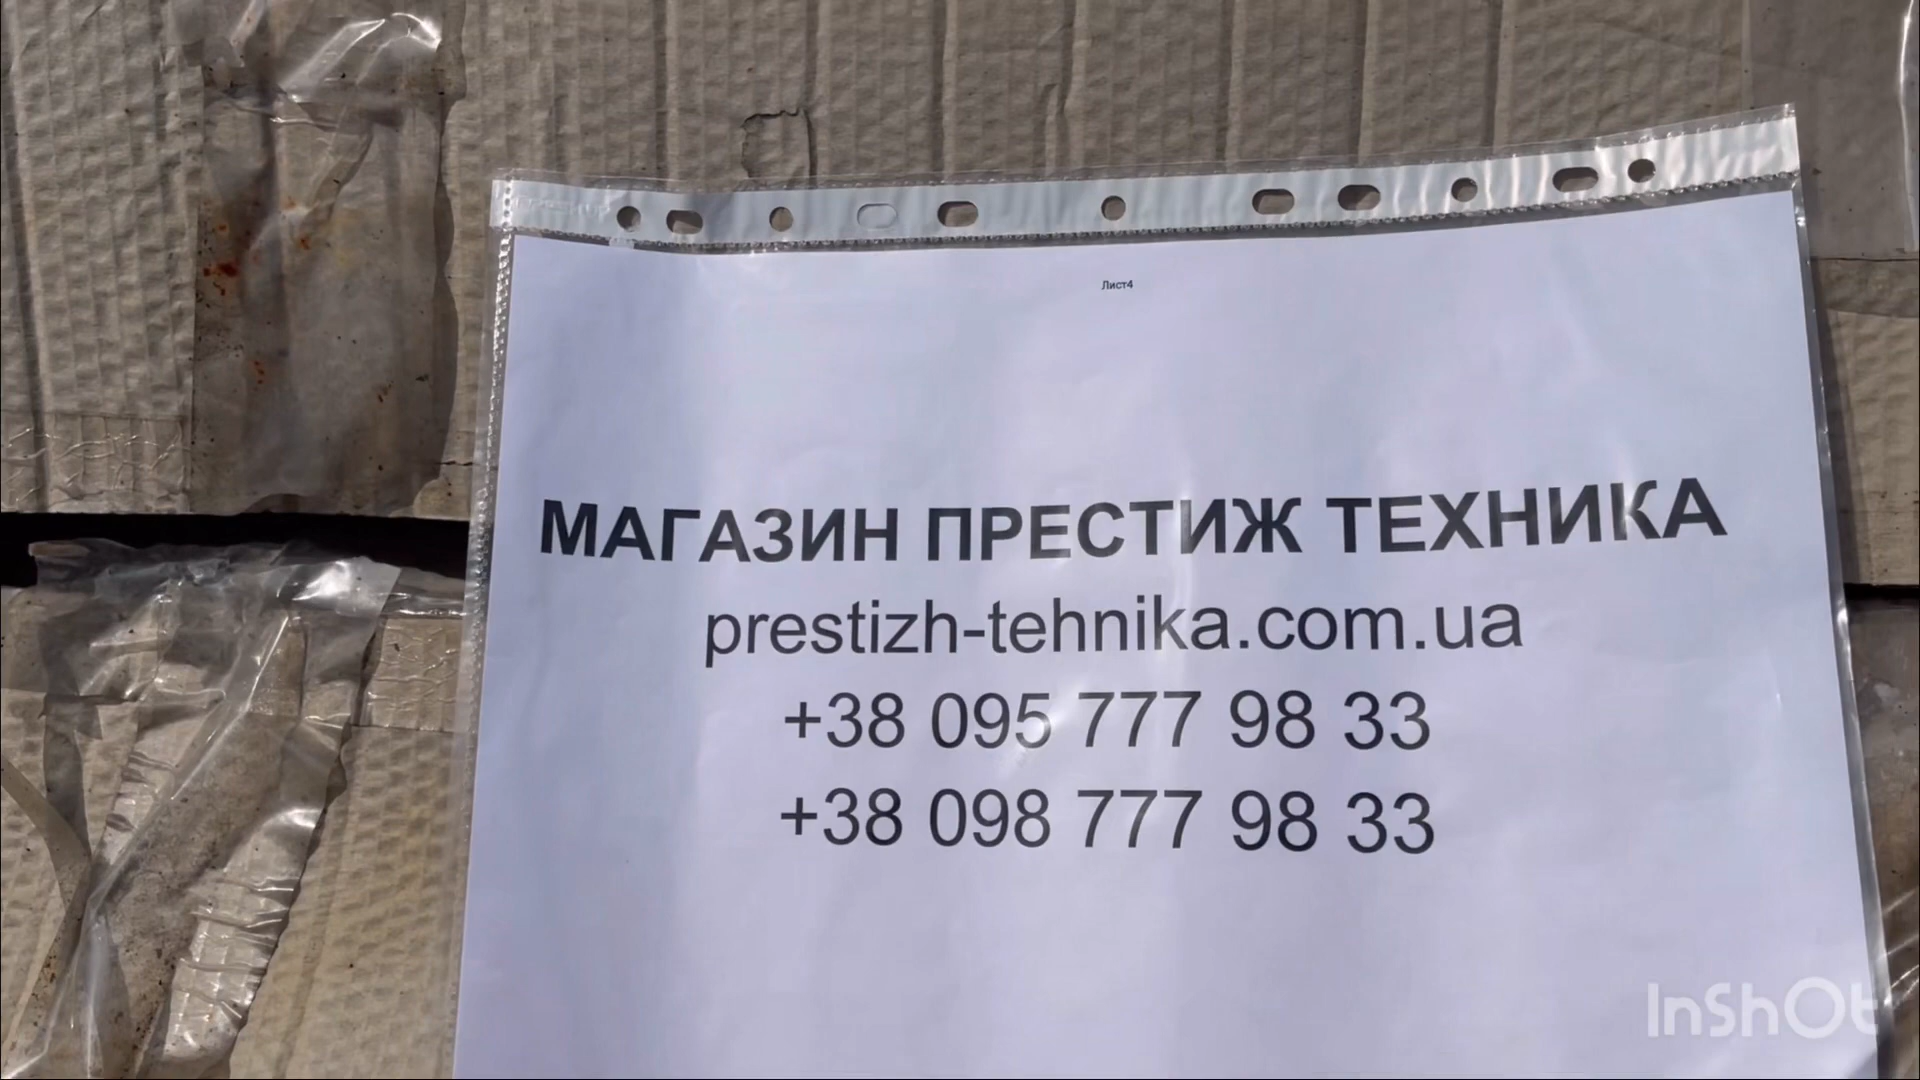 Лист4
МАГАЗИН ПРЕСТИЖ ТЕХНИКА
prestizh-tehnika.com.ua
+38 095 777 98 33
+38 098 777 98 33
InShOt